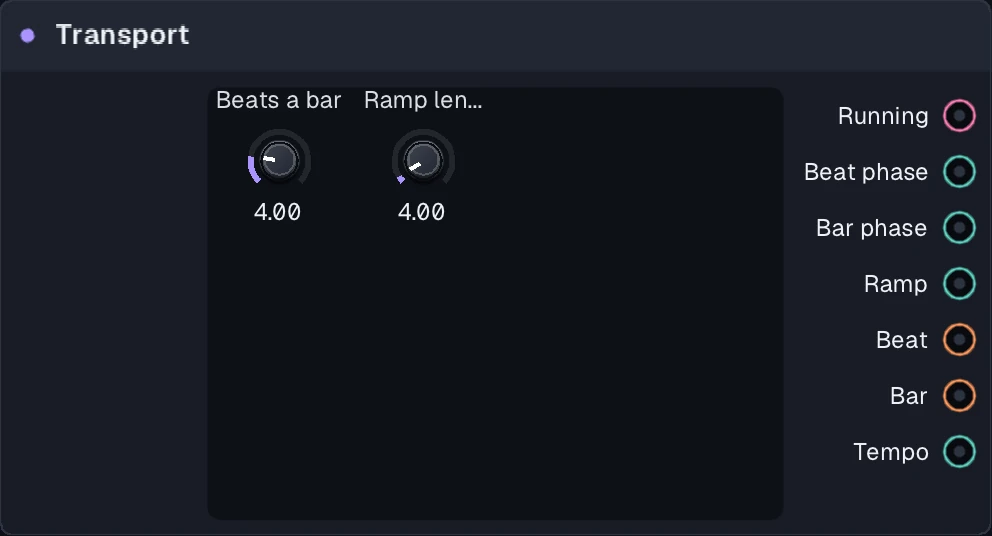 Transport
Beats a bar
Ramp len...
4.00
4.00
Running
Beat phase
Bar phase
Ramp
Beat
Bar
Tempo